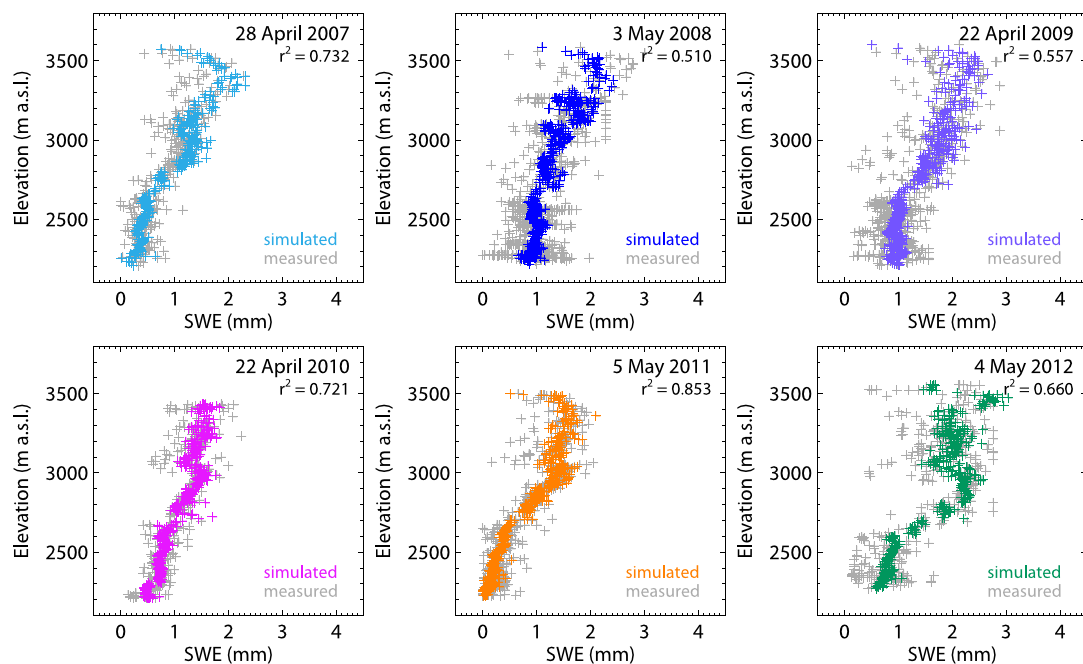 28 April 2007
r² = 0.732
Elevation (m a.s.l.)
3500
3000
2500
simulated
measured
0 1 2 3 4
SWE (mm)
3 May 2008
r² = 0.510
Elevation (m a.s.l.)
3500
3000
2500
simulated
measured
0 1 2 3 4
SWE (mm)
22 April 2009
r² = 0.557
Elevation (m a.s.l.)
3500
3000
2500
simulated
measured
0 1 2 3 4
SWE (mm)
22 April 2010
r² = 0.721
Elevation (m a.s.l.)
3500
3000
2500
simulated
measured
0 1 2 3 4
SWE (mm)
5 May 2011
r² = 0.853
Elevation (m a.s.l.)
3500
3000
2500
simulated
measured
0 1 2 3 4
SWE (mm)
4 May 2012
r² = 0.660
Elevation (m a.s.l.)
3500
3000
2500
simulated
measured
0 1 2 3 4
SWE (mm)